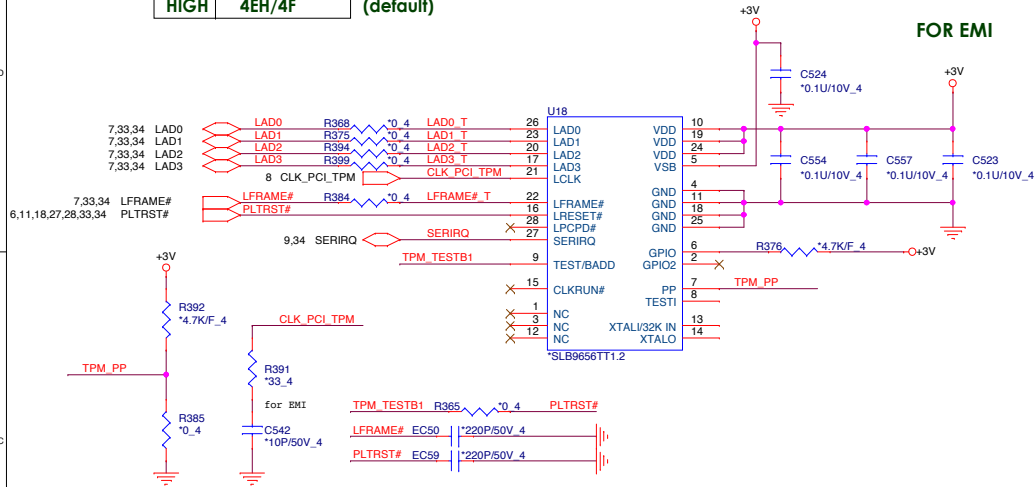 HIGH 4EH/4F (default)
FOR EMI
+3V
C524
*0.1U/10V_4
+3V
U18
7,33,34 LAD0 LAD0 R368 *0_4 LAD0_T 26 LAD0 VDD 10
7,33,34 LAD1 LAD1 R375 *0_4 LAD1_T 23 LAD1 VDD 19
7,33,34 LAD2 LAD2 R394 *0_4 LAD2_T 20 LAD2 VDD 24
7,33,34 LAD3 LAD3 R399 *0_4 LAD3_T 17 LAD3 VSB 5
8 CLK_PCI_TPM CLK_PCI_TPM 21 LCLK
C554 C557 C523
*0.1U/10V_4 *0.1U/10V_4 *0.1U/10V_4
GND 4
7,33,34 LFRAME# LFRAME# R384 *0_4 LFRAME#_T 22 LFRAME# GND 11
6,11,18,27,28,33,34 PLTRST# PLTRST# 16 LRESET# GND 18
28 LPCPD# GND 25
9,34 SERIRQ SERIRQ 27 SERIRQ
GPIO 6 R376 *4.7K/F_4 +3V
TPM_TESTB1 9 TEST/BADD GPIO2 2
15 CLKRUN# PP 7 TPM_PP
TESTI 8
1 NC
3 NC XTALI/32K IN 13
12 NC XTALO 14
*SLB9656TT1.2
+3V
R392
*4.7K/F_4
CLK_PCI_TPM
TPM_PP
R391
*33_4
for EMI
R385
*0_4
C542
*10P/50V_4
TPM_TESTB1 R365 *0_4 PLTRST#
LFRAME# EC50 *220P/50V_4
PLTRST# EC59 *220P/50V_4
D
C